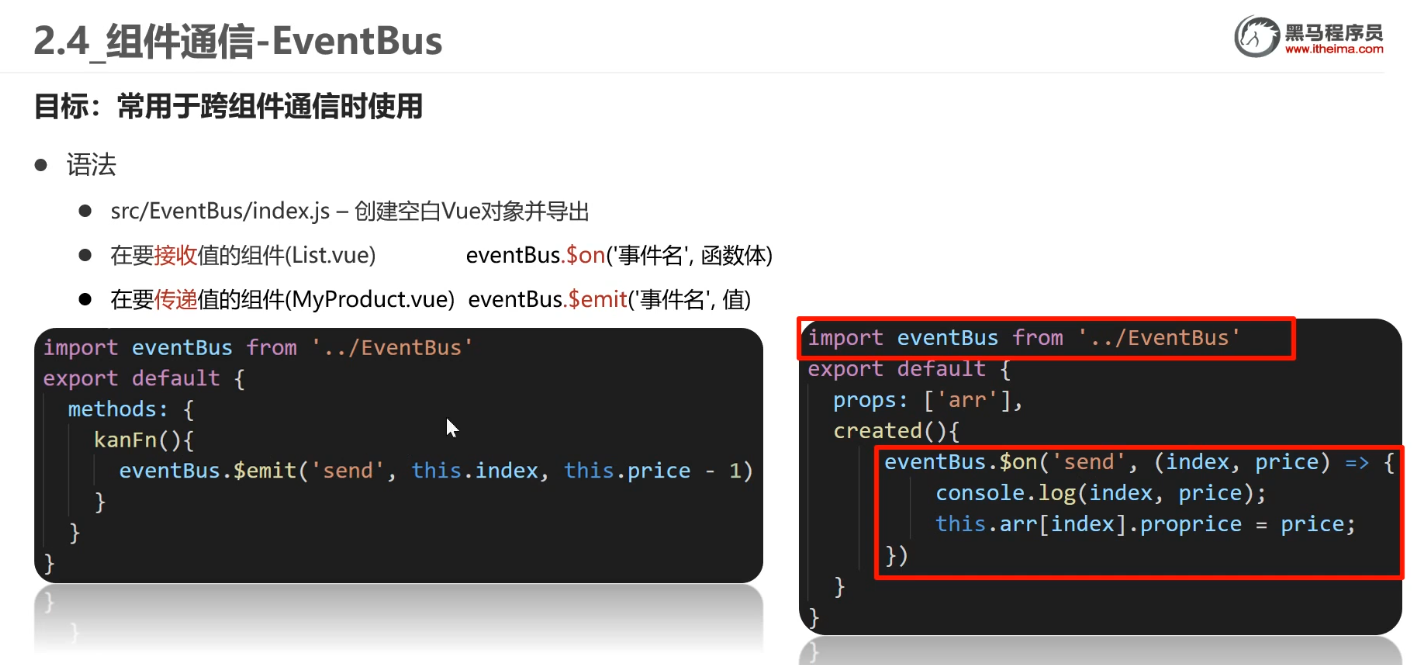 2.4_组件通信-EventBus
黑马程序员
www.itheima.com
目标：常用于跨组件通信时使用
● 语法
● src/EventBus/index.js – 创建空白Vue对象并导出
● 在要接收值的组件(List.vue) eventBus.$on('事件名', 函数体)
● 在要传递值的组件(MyProduct.vue) eventBus.$emit('事件名', 值)
import eventBus from '../EventBus'
export default {
methods: {
kanFn(){
eventBus.$emit('send', this.index, this.price - 1)
}
}
}
import eventBus from '../EventBus'
export default {
props: ['arr'],
created(){
eventBus.$on('send', (index, price) => {
console.log(index, price);
this.arr[index].proprice = price;
})
}
}